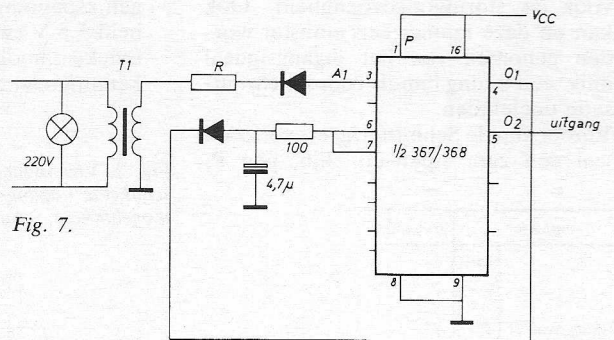 VCC
P
1
16
T1
R
A1
3
O1
4
220V
6
100
7
O2
5
uitgang
4,7µ
1/2 367/368
8
9
Fig. 7.